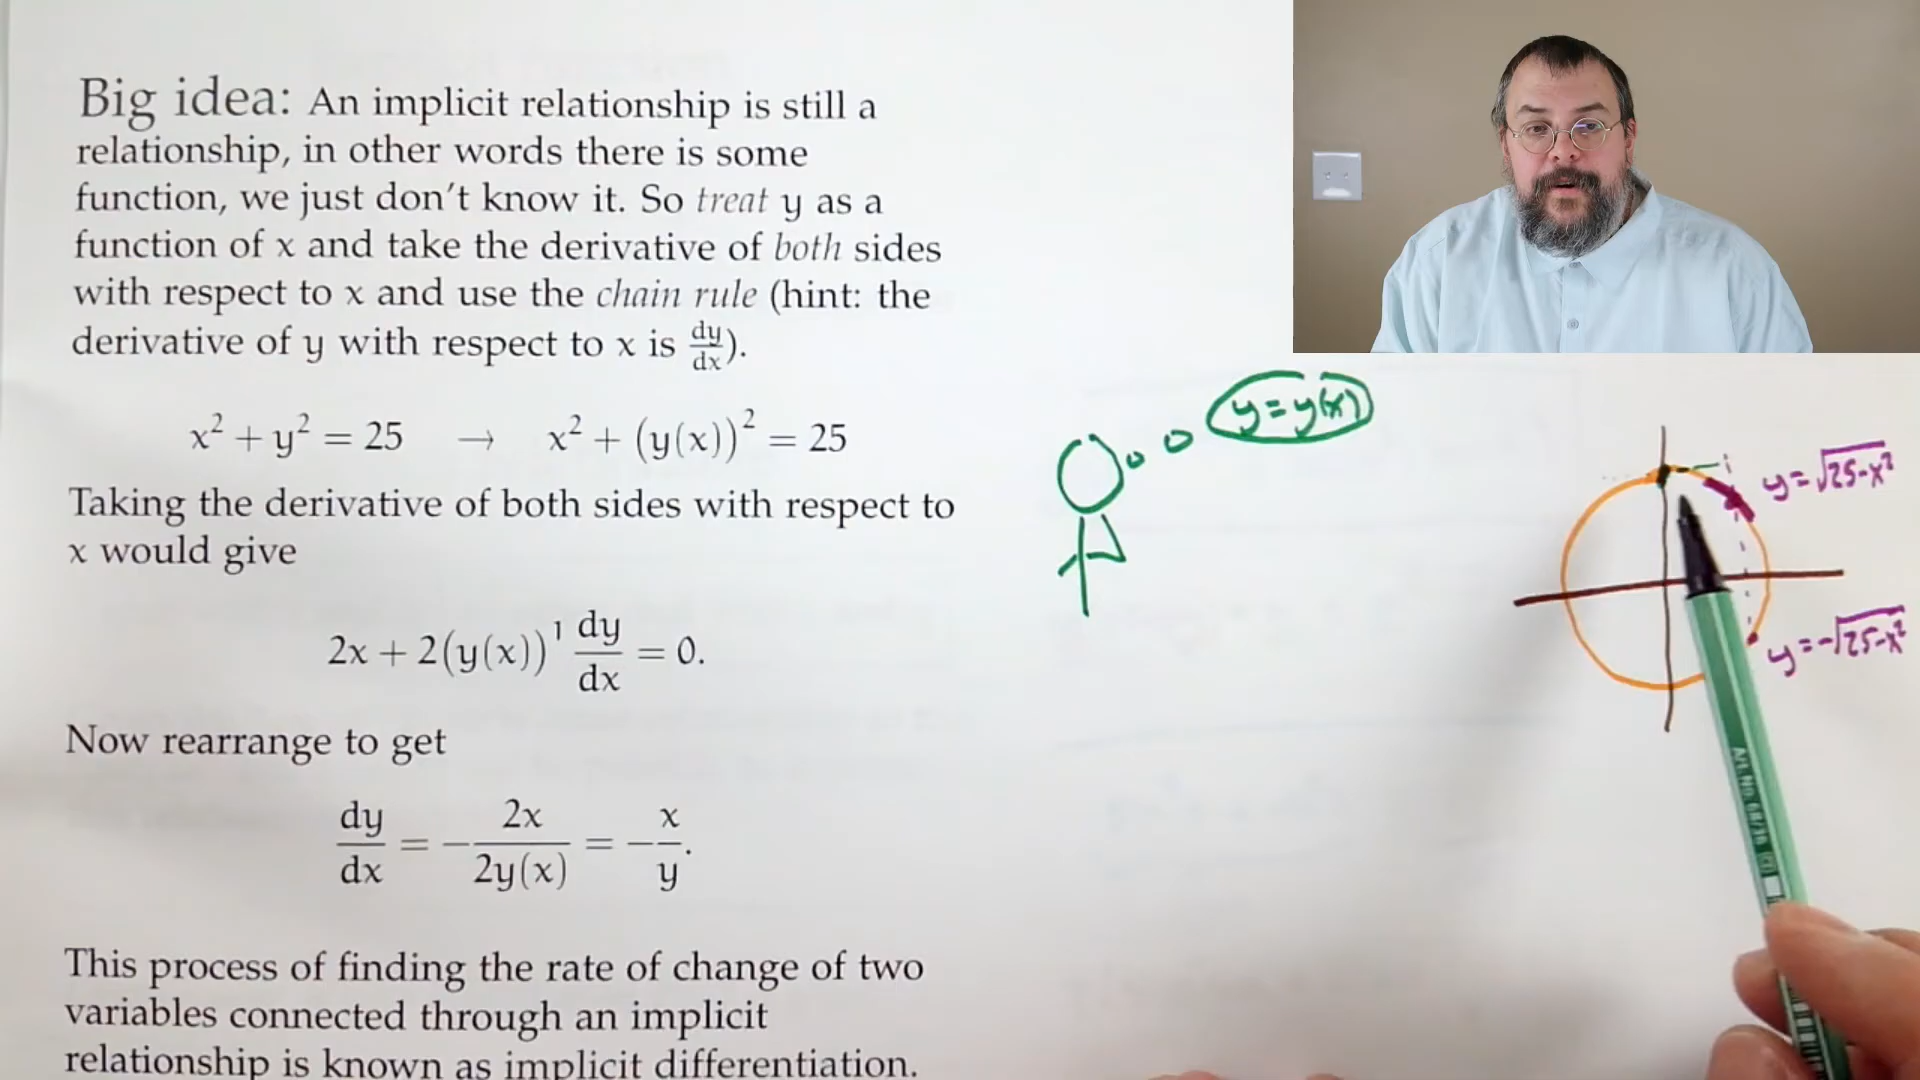 Big idea: An implicit relationship is still a
relationship, in other words there is some
function, we just don't know it. So treat y as a
function of x and take the derivative of both sides
with respect to x and use the chain rule (hint: the
derivative of y with respect to x is dy/dx).
x² + y² = 25 → x² + (y(x))² = 25
Taking the derivative of both sides with respect to
x would give
2x + 2(y(x))¹ dy/dx = 0.
Now rearrange to get
dy/dx = − 2x/2y(x) = − x/y.
This process of finding the rate of change of two
variables connected through an implicit
relationship is known as implicit differentiation.
y = y(x)
y = √25-x²
y = -√25-x²